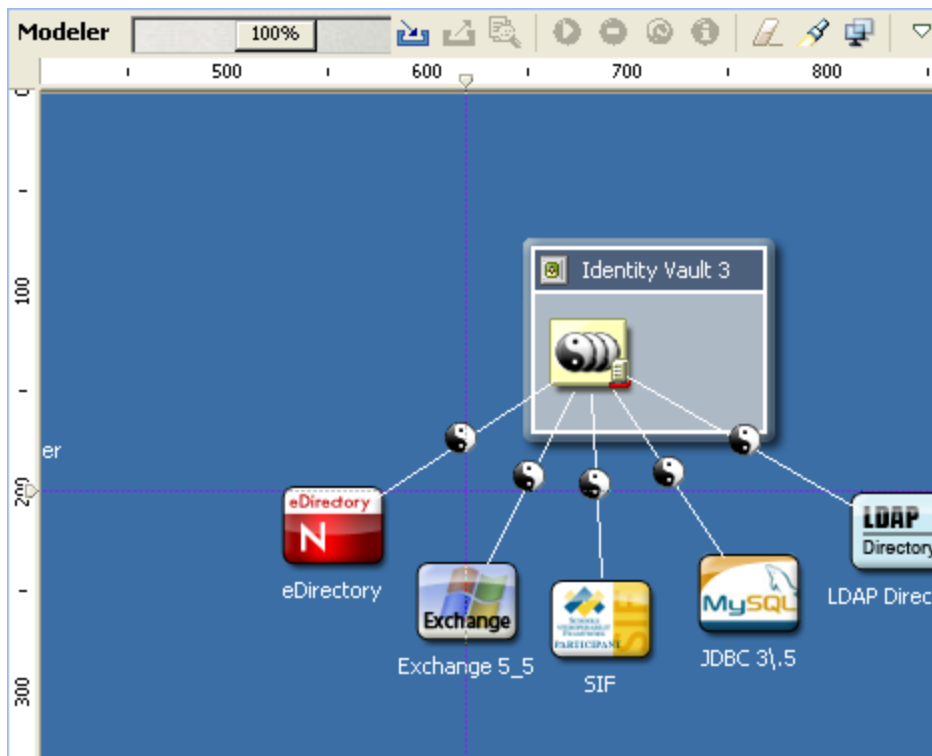 Modeler 100%
500 600 700 800
er
100
200
300
Identity Vault 3
eDirectory
N
eDirectory
Exchange
Exchange 5_5
PARTICIPANT
SIF
SIF
MySQL
JDBC 3\.5
LDAP
Directory
LDAP Direc